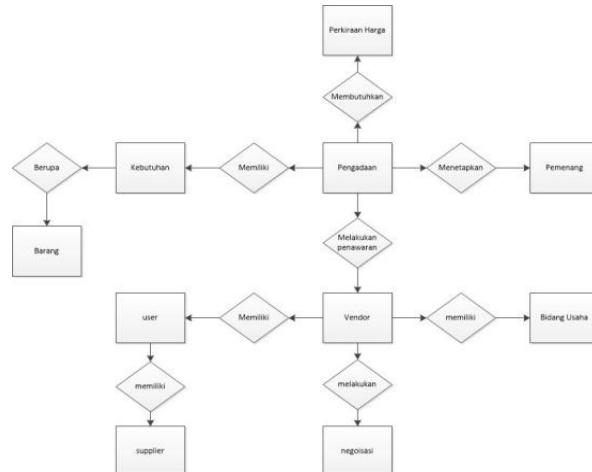 Perkiraan Harga
Membutuhkan
Berupa
Kebutuhan
Memiliki
Pengadaan
Menetapkan
Pemenang
Melakukan
penawaran
Barang
user
Memiliki
Vendor
memiliki
Bidang Usaha
memiliki
melakukan
supplier
negoisasi